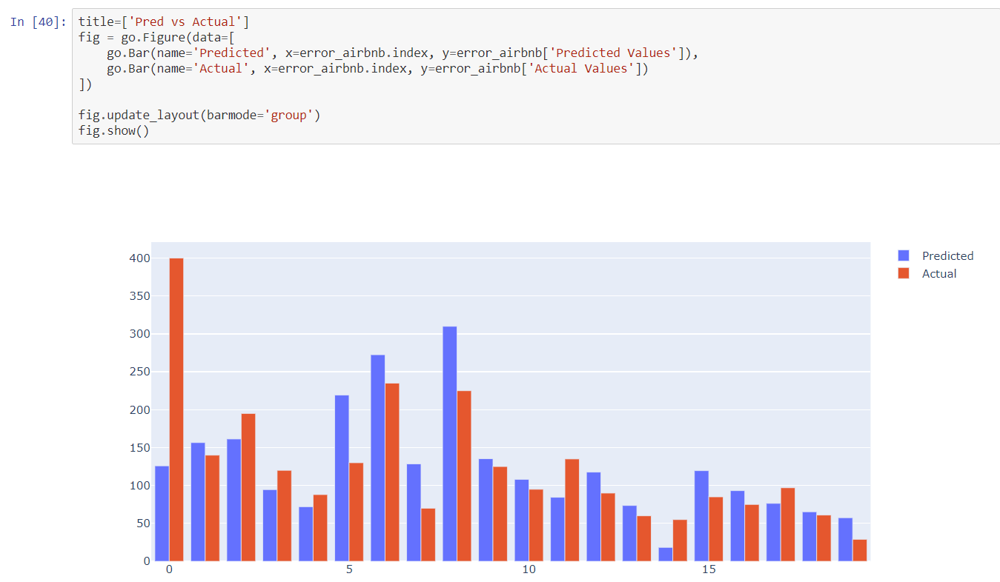 In [40]: title=['Pred vs Actual']
fig = go.Figure(data=[
    go.Bar(name='Predicted', x=error_airbnb.index, y=error_airbnb['Predicted Values']),
    go.Bar(name='Actual', x=error_airbnb.index, y=error_airbnb['Actual Values'])
])

fig.update_layout(barmode='group')
fig.show()
400
350
300
250
200
150
100
50
0
0 5 10 15
Predicted
Actual